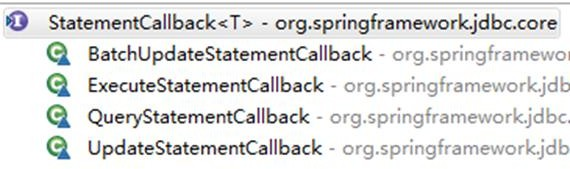 StatementCallback<T> - org.springframework.jdbc.core
BatchUpdateStatementCallback - org.springframewor
ExecuteStatementCallback - org.springframework.jdb
QueryStatementCallback - org.springframework.jdbc.
UpdateStatementCallback - org.springframework.jdb